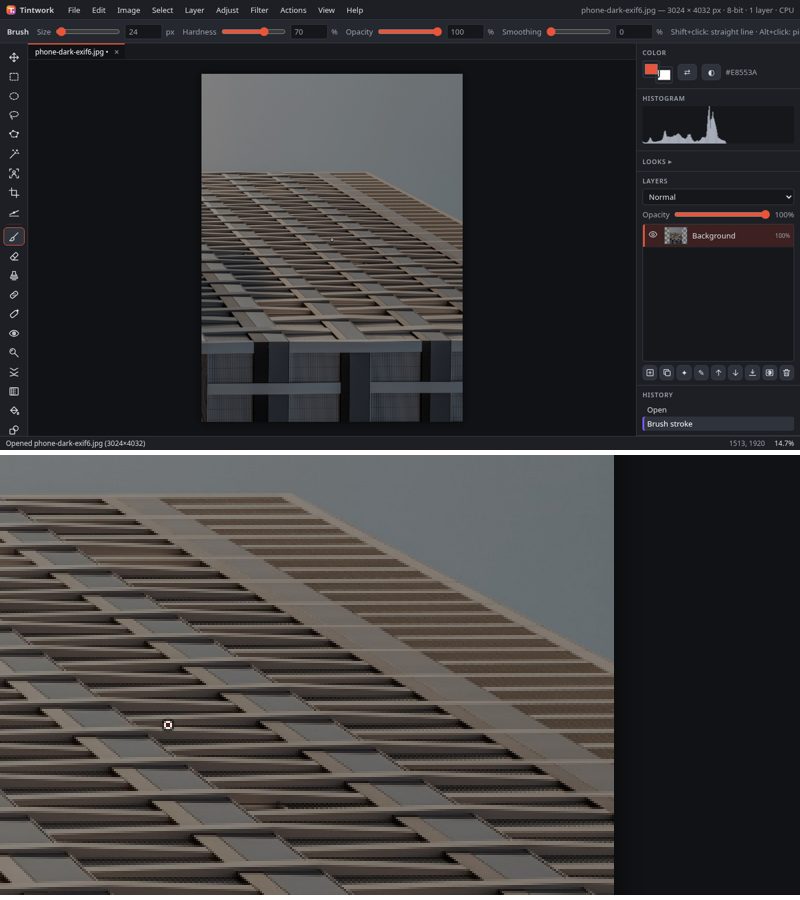 Tintwork File Edit Image Select Layer Adjust Filter Actions View Help phone-dark-exif6.jpg — 3024 × 4032 px · 8-bit · 1 layer · CPU
Brush Size 24 px Hardness 70 % Opacity 100 % Smoothing 0 % Shift+click: straight line · Alt+click: pi
phone-dark-exif6.jpg • ×
COLOR
#E8553A
HISTOGRAM
LOOKS ▸
LAYERS
Normal
Opacity 100%
Background 100%
HISTORY
Open
Brush stroke
Opened phone-dark-exif6.jpg (3024×4032) 1513, 1920 14.7%